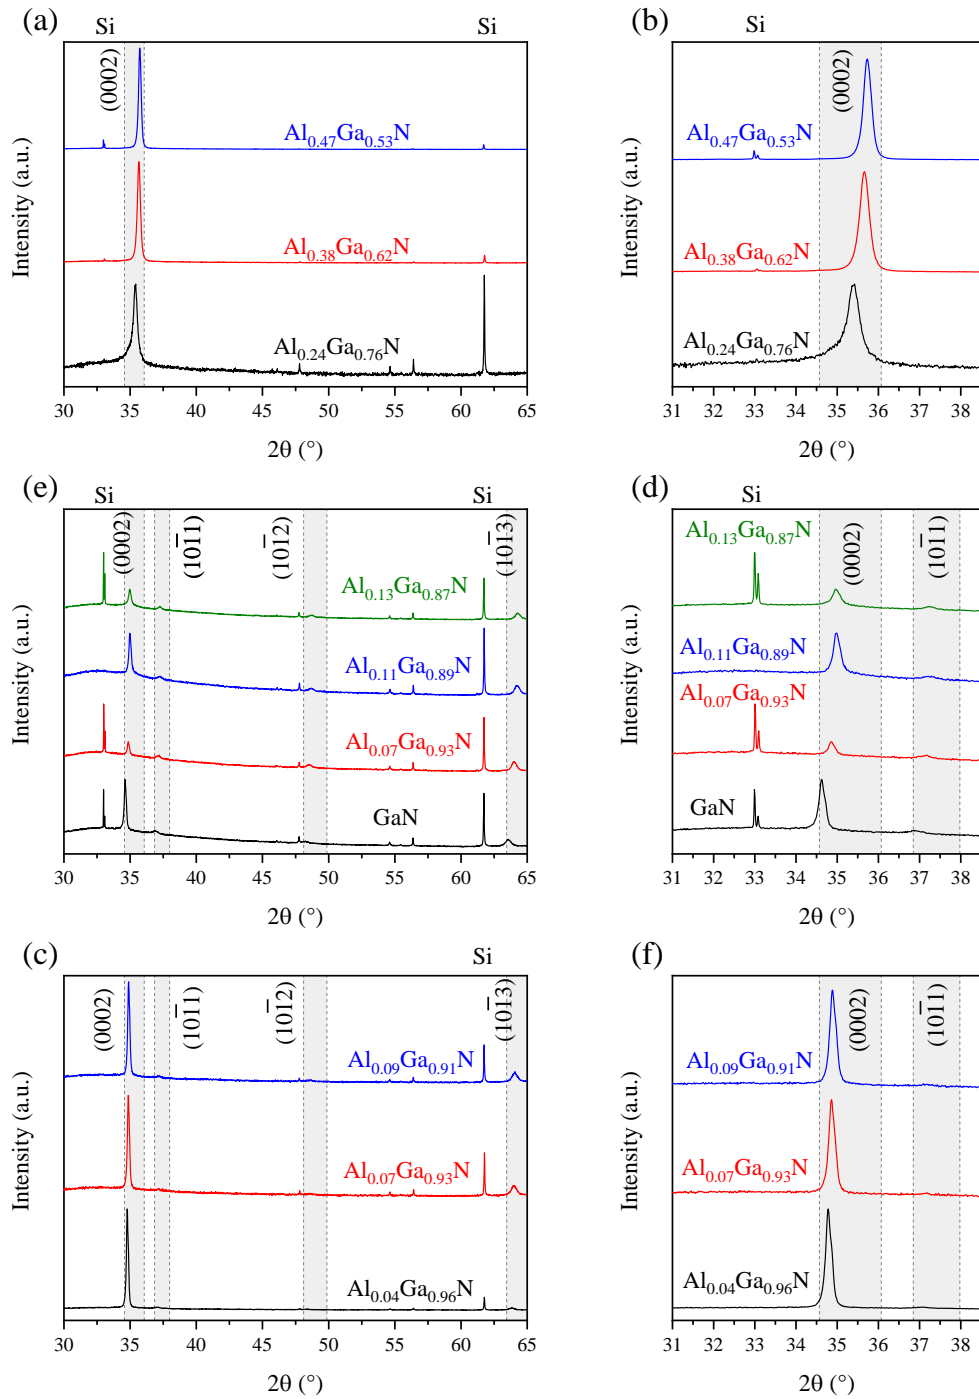 (a)
Si
Si
(0002)
Al0.47Ga0.53N
Al0.38Ga0.62N
Al0.24Ga0.76N
Intensity (a.u.)
30 35 40 45 50 55 60 65
2θ (°)
(b)
Si
(0002)
Al0.47Ga0.53N
Al0.38Ga0.62N
Al0.24Ga0.76N
Intensity (a.u.)
31 32 33 34 35 36 37 38
2θ (°)
(e)
Si
Si
(0002)
(101̅1)
(101̅2)
(101̅3)
Al0.13Ga0.87N
Al0.11Ga0.89N
Al0.07Ga0.93N
GaN
Intensity (a.u.)
30 35 40 45 50 55 60 65
2θ (°)
(d)
Si
(0002)
(101̅1)
Al0.13Ga0.87N
Al0.11Ga0.89N
Al0.07Ga0.93N
GaN
Intensity (a.u.)
31 32 33 34 35 36 37 38
2θ (°)
(c)
Si
(0002)
(101̅1)
(101̅2)
(101̅3)
Al0.09Ga0.91N
Al0.07Ga0.93N
Al0.04Ga0.96N
Intensity (a.u.)
30 35 40 45 50 55 60 65
2θ (°)
(f)
(0002)
(101̅1)
Al0.09Ga0.91N
Al0.07Ga0.93N
Al0.04Ga0.96N
Intensity (a.u.)
31 32 33 34 35 36 37 38
2θ (°)